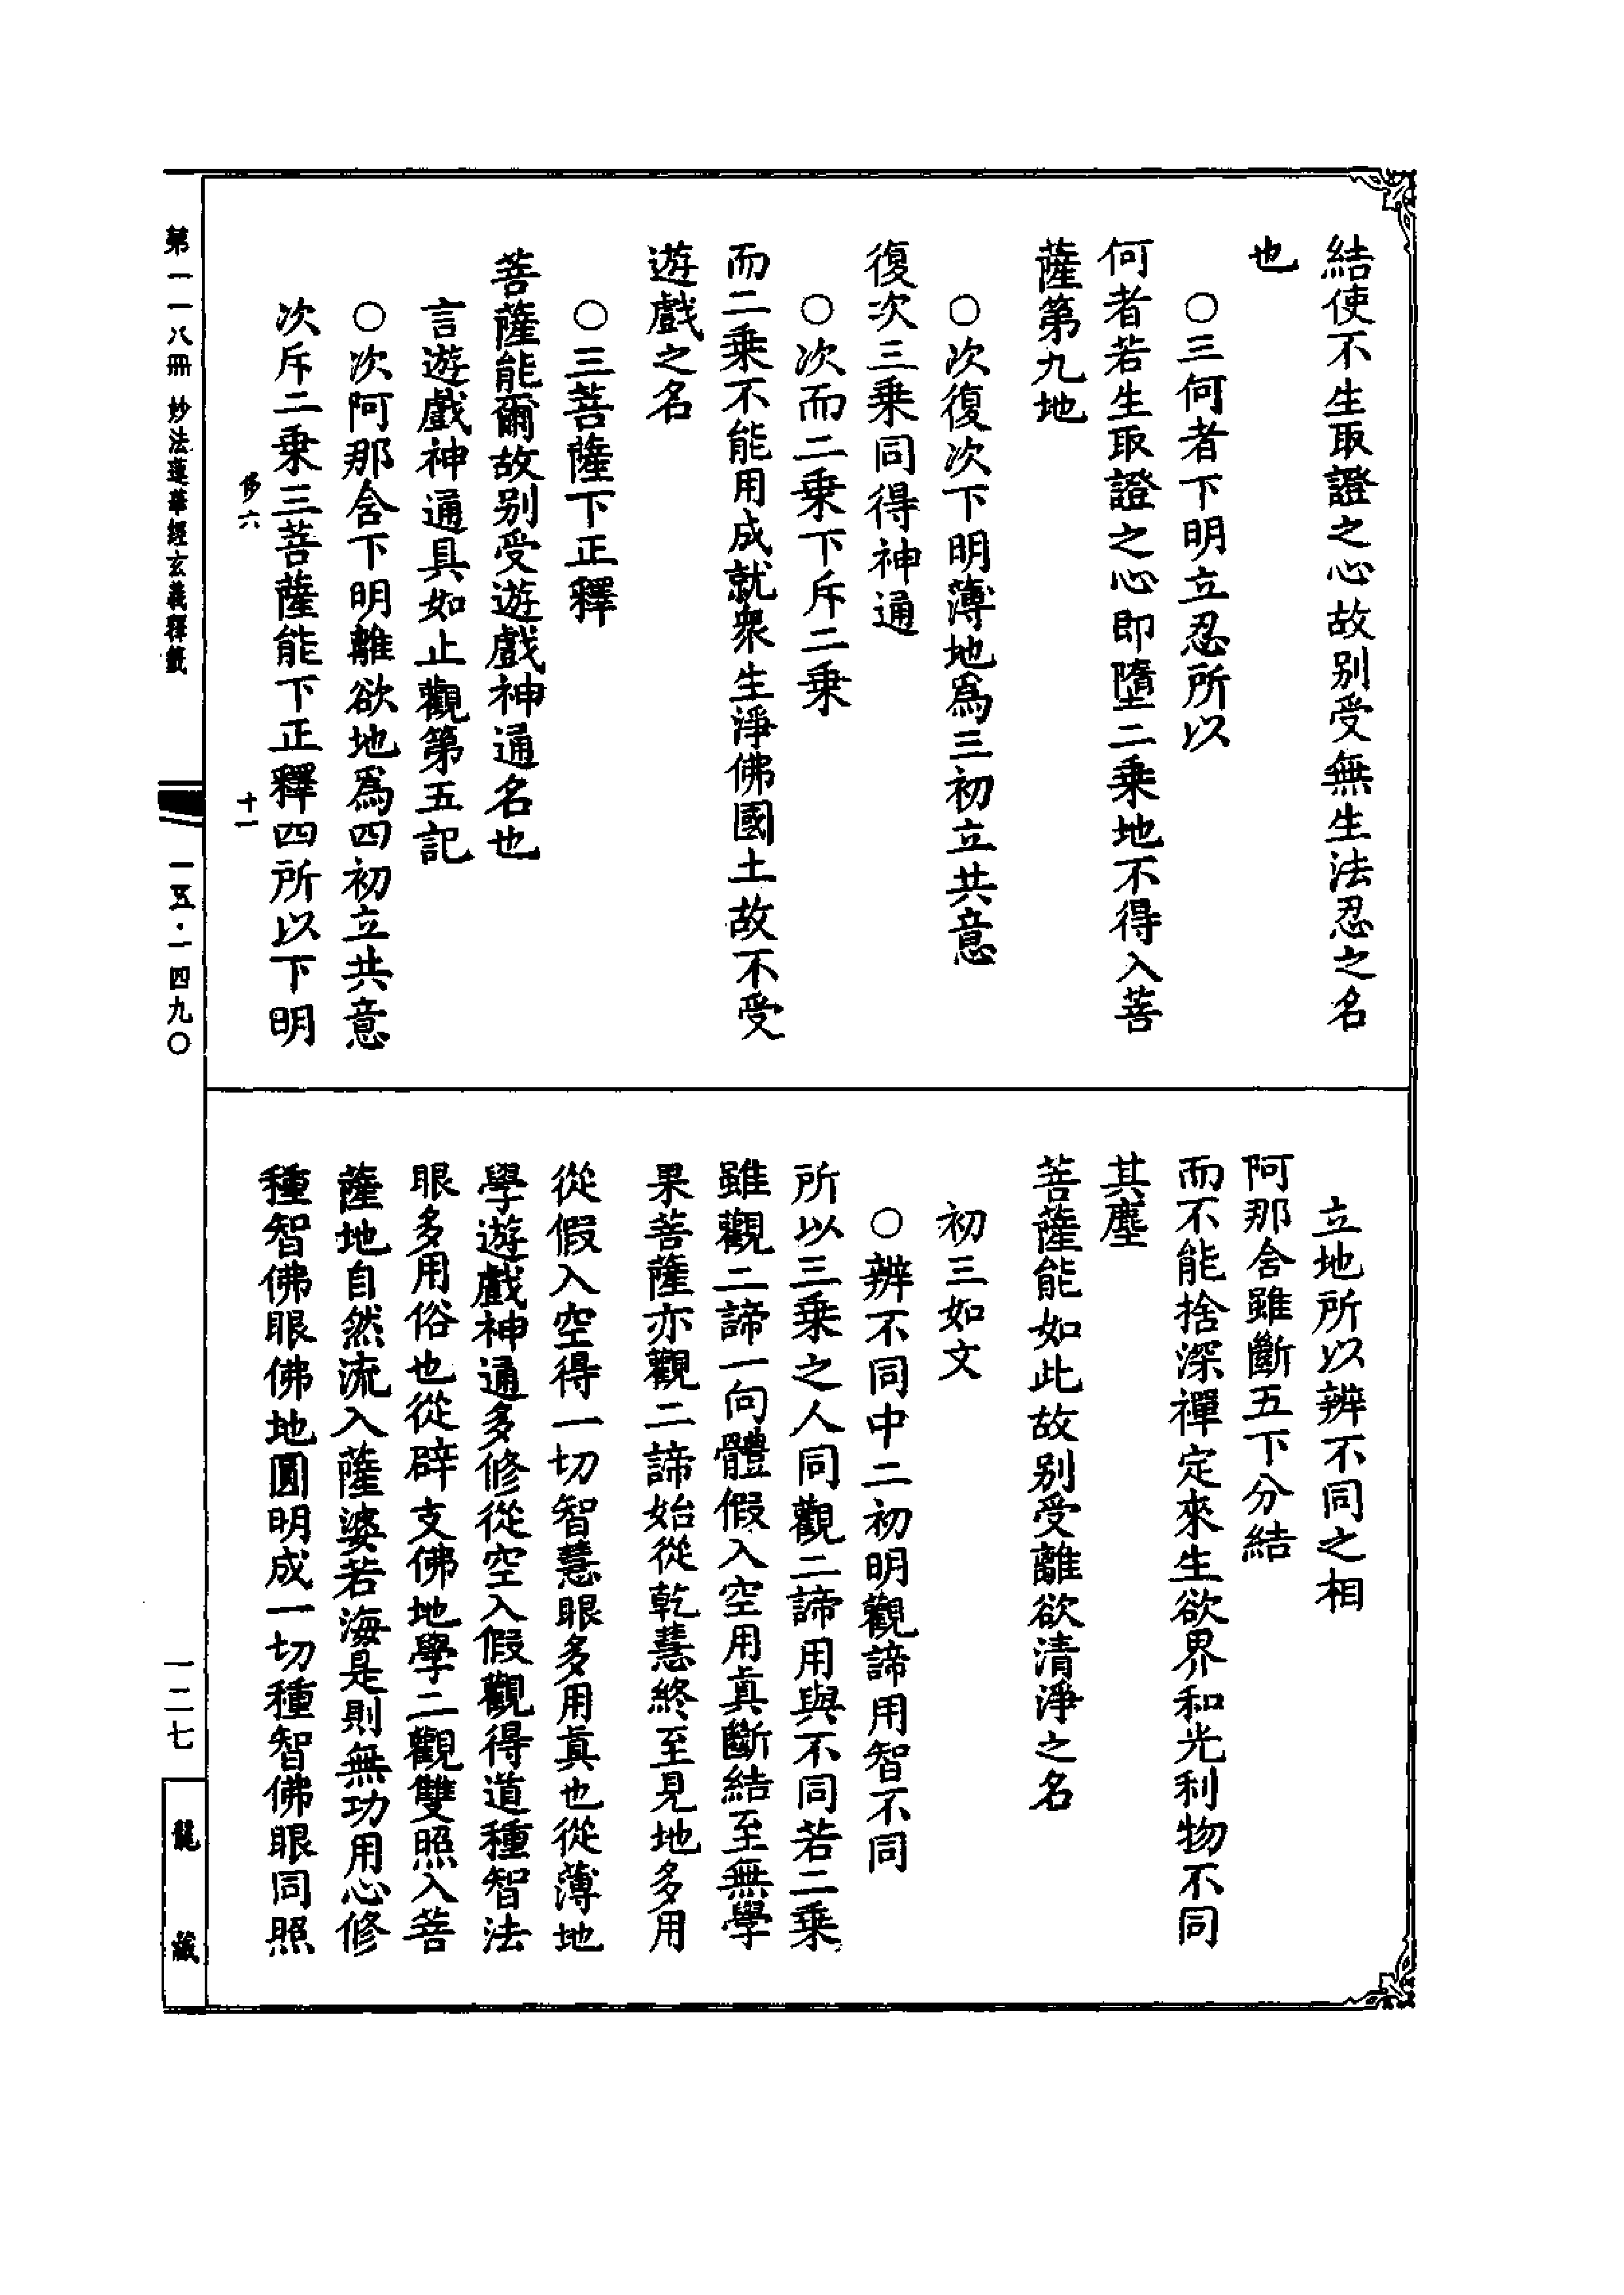 結使不生取證之心故别受無生法忍之名
也
○三何者下明立忍所以
何者若生取證之心即墮二乗地不得入菩
薩第九地
○次復次下明薄地爲三初立共意
復次三乗同得神通
○次而二乗下斥二乗
而二乗不能用成就衆生淨佛國土故不受
遊戲之名
○三菩薩下正釋
菩薩能爾故别受遊戲神通名也
言遊戲神通具如止觀第五記
○次阿那含下明離欲地爲四初立共意
次斥二乗三菩薩能下正釋四所以下明
立地所以辨不同之相
阿那含雖斷五下分結
而不能捨深禪定來生欲界和光利物不同
其塵
菩薩能如此故别受離欲清淨之名
初三如文
○辨不同中二初明觀諦用智不同
所以三乗之人同觀二諦用與不同若二乗
雖觀二諦一向體假入空用真斷結至無學
果菩薩亦觀二諦始從乾慧終至見地多用
從假入空得一切智慧眼多用真也從薄地
學遊戲神通多修從空入假觀得道種智法
眼多用俗也從辟支佛地學二觀雙照入菩
薩地自然流入薩婆若海是則無功用心修
種智佛眼佛地圓明成一切種智佛眼同照
十一
第一一八冊 妙法蓮華經玄義釋籤
一五·一四九〇
一二七
龍藏